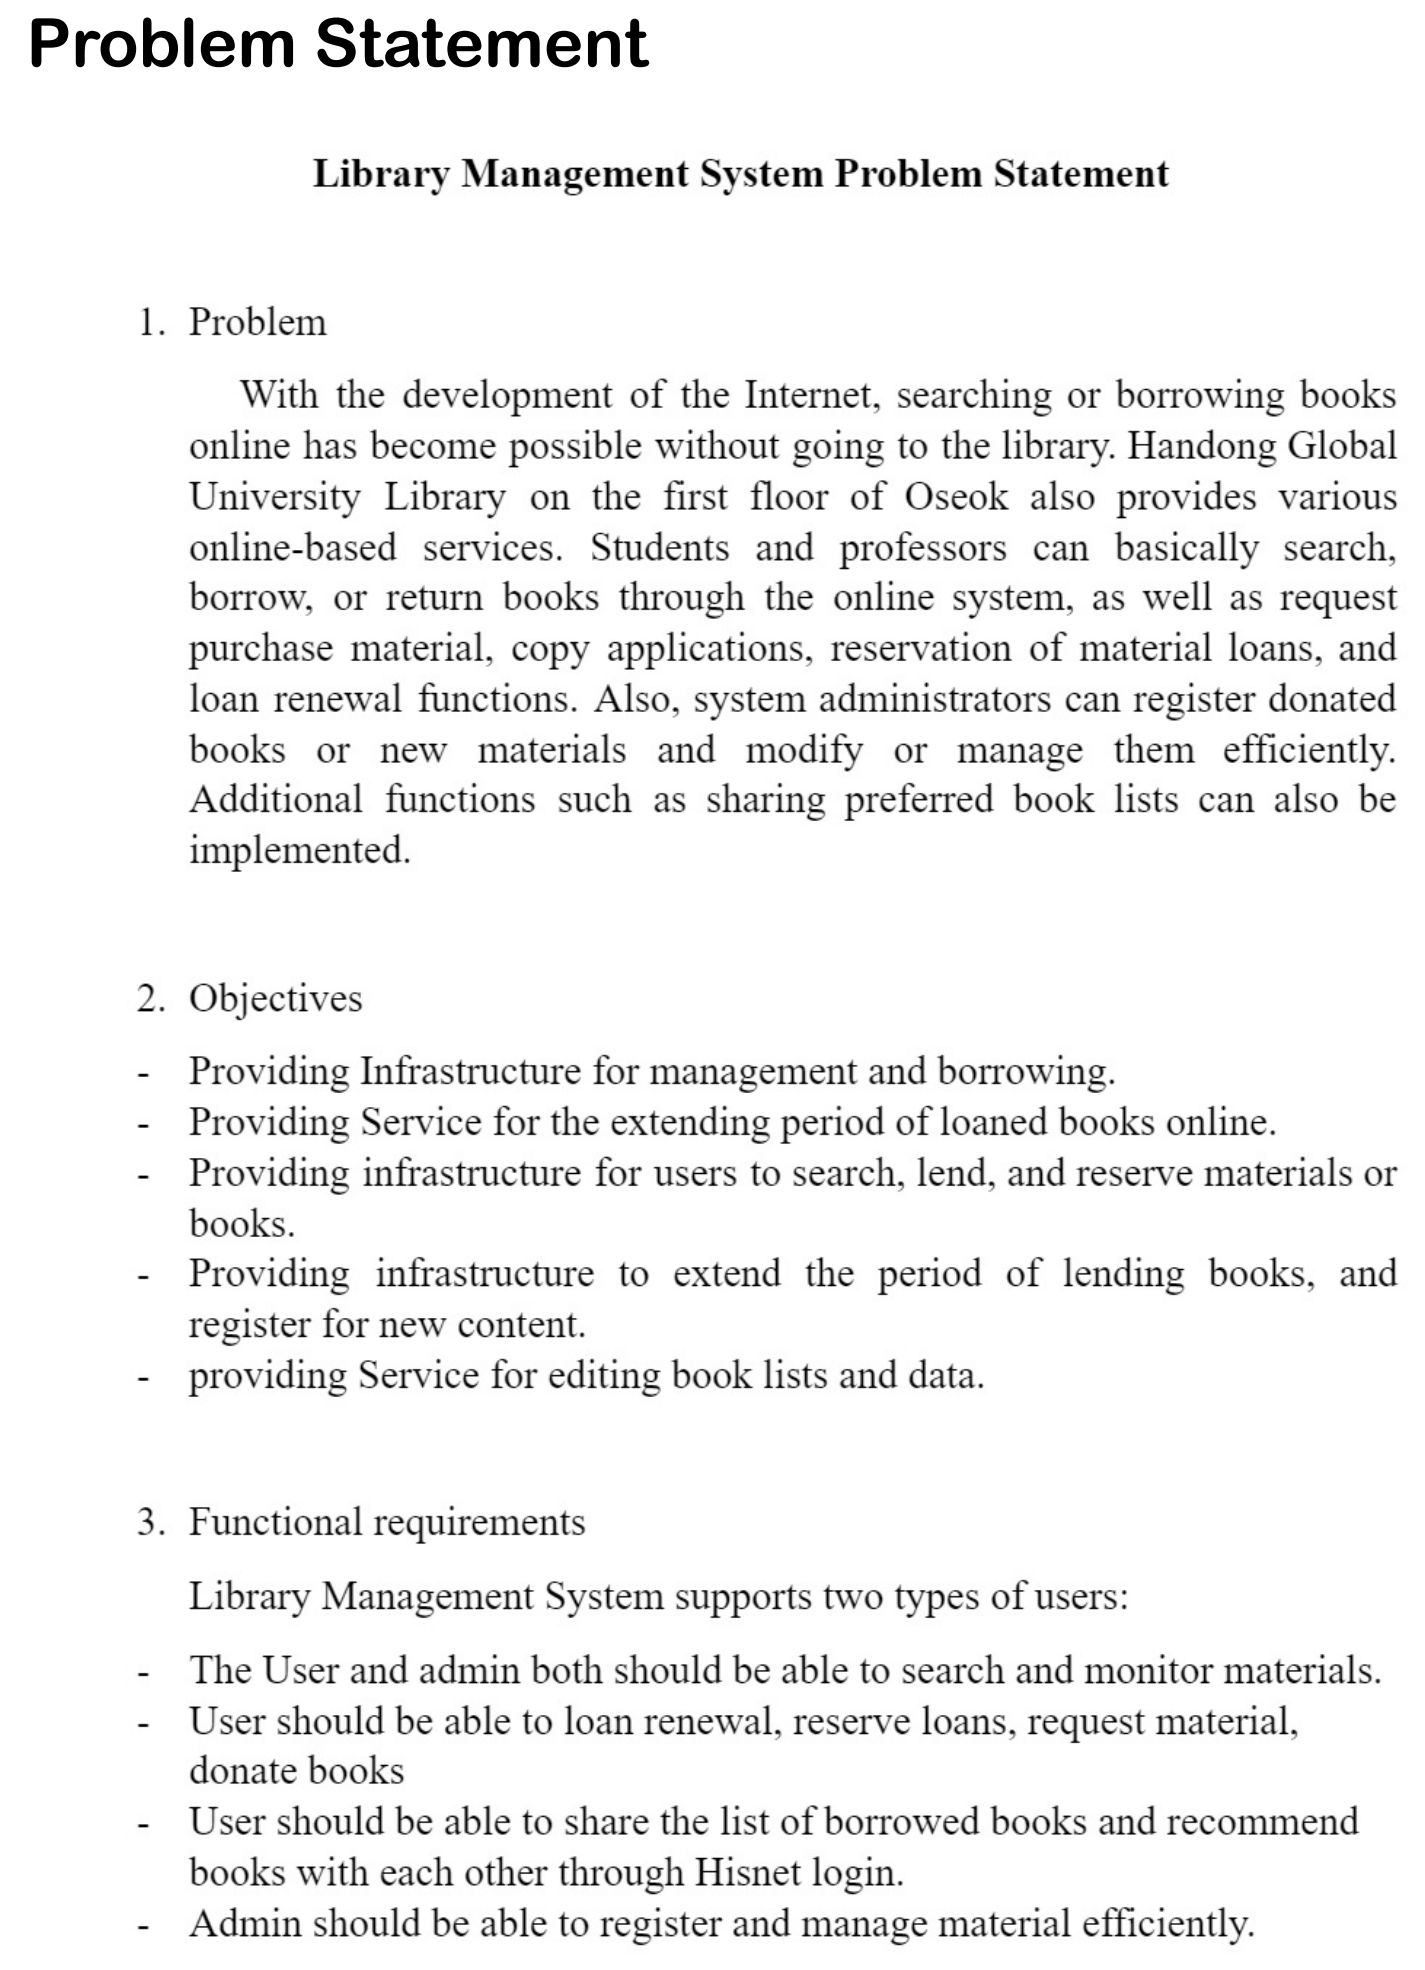 Problem Statement
Library Management System Problem Statement
1. Problem
With the development of the Internet, searching or borrowing books
online has become possible without going to the library. Handong Global
University Library on the first floor of Oseok also provides various
online-based services. Students and professors can basically search,
borrow, or return books through the online system, as well as request
purchase material, copy applications, reservation of material loans, and
loan renewal functions. Also, system administrators can register donated
books or new materials and modify or manage them efficiently.
Additional functions such as sharing preferred book lists can also be
implemented.
2. Objectives
- Providing Infrastructure for management and borrowing.
- Providing Service for the extending period of loaned books online.
- Providing infrastructure for users to search, lend, and reserve materials or
books.
- Providing infrastructure to extend the period of lending books, and
register for new content.
- providing Service for editing book lists and data.
3. Functional requirements
Library Management System supports two types of users:
- The User and admin both should be able to search and monitor materials.
- User should be able to loan renewal, reserve loans, request material,
donate books
- User should be able to share the list of borrowed books and recommend
books with each other through Hisnet login.
- Admin should be able to register and manage material efficiently.